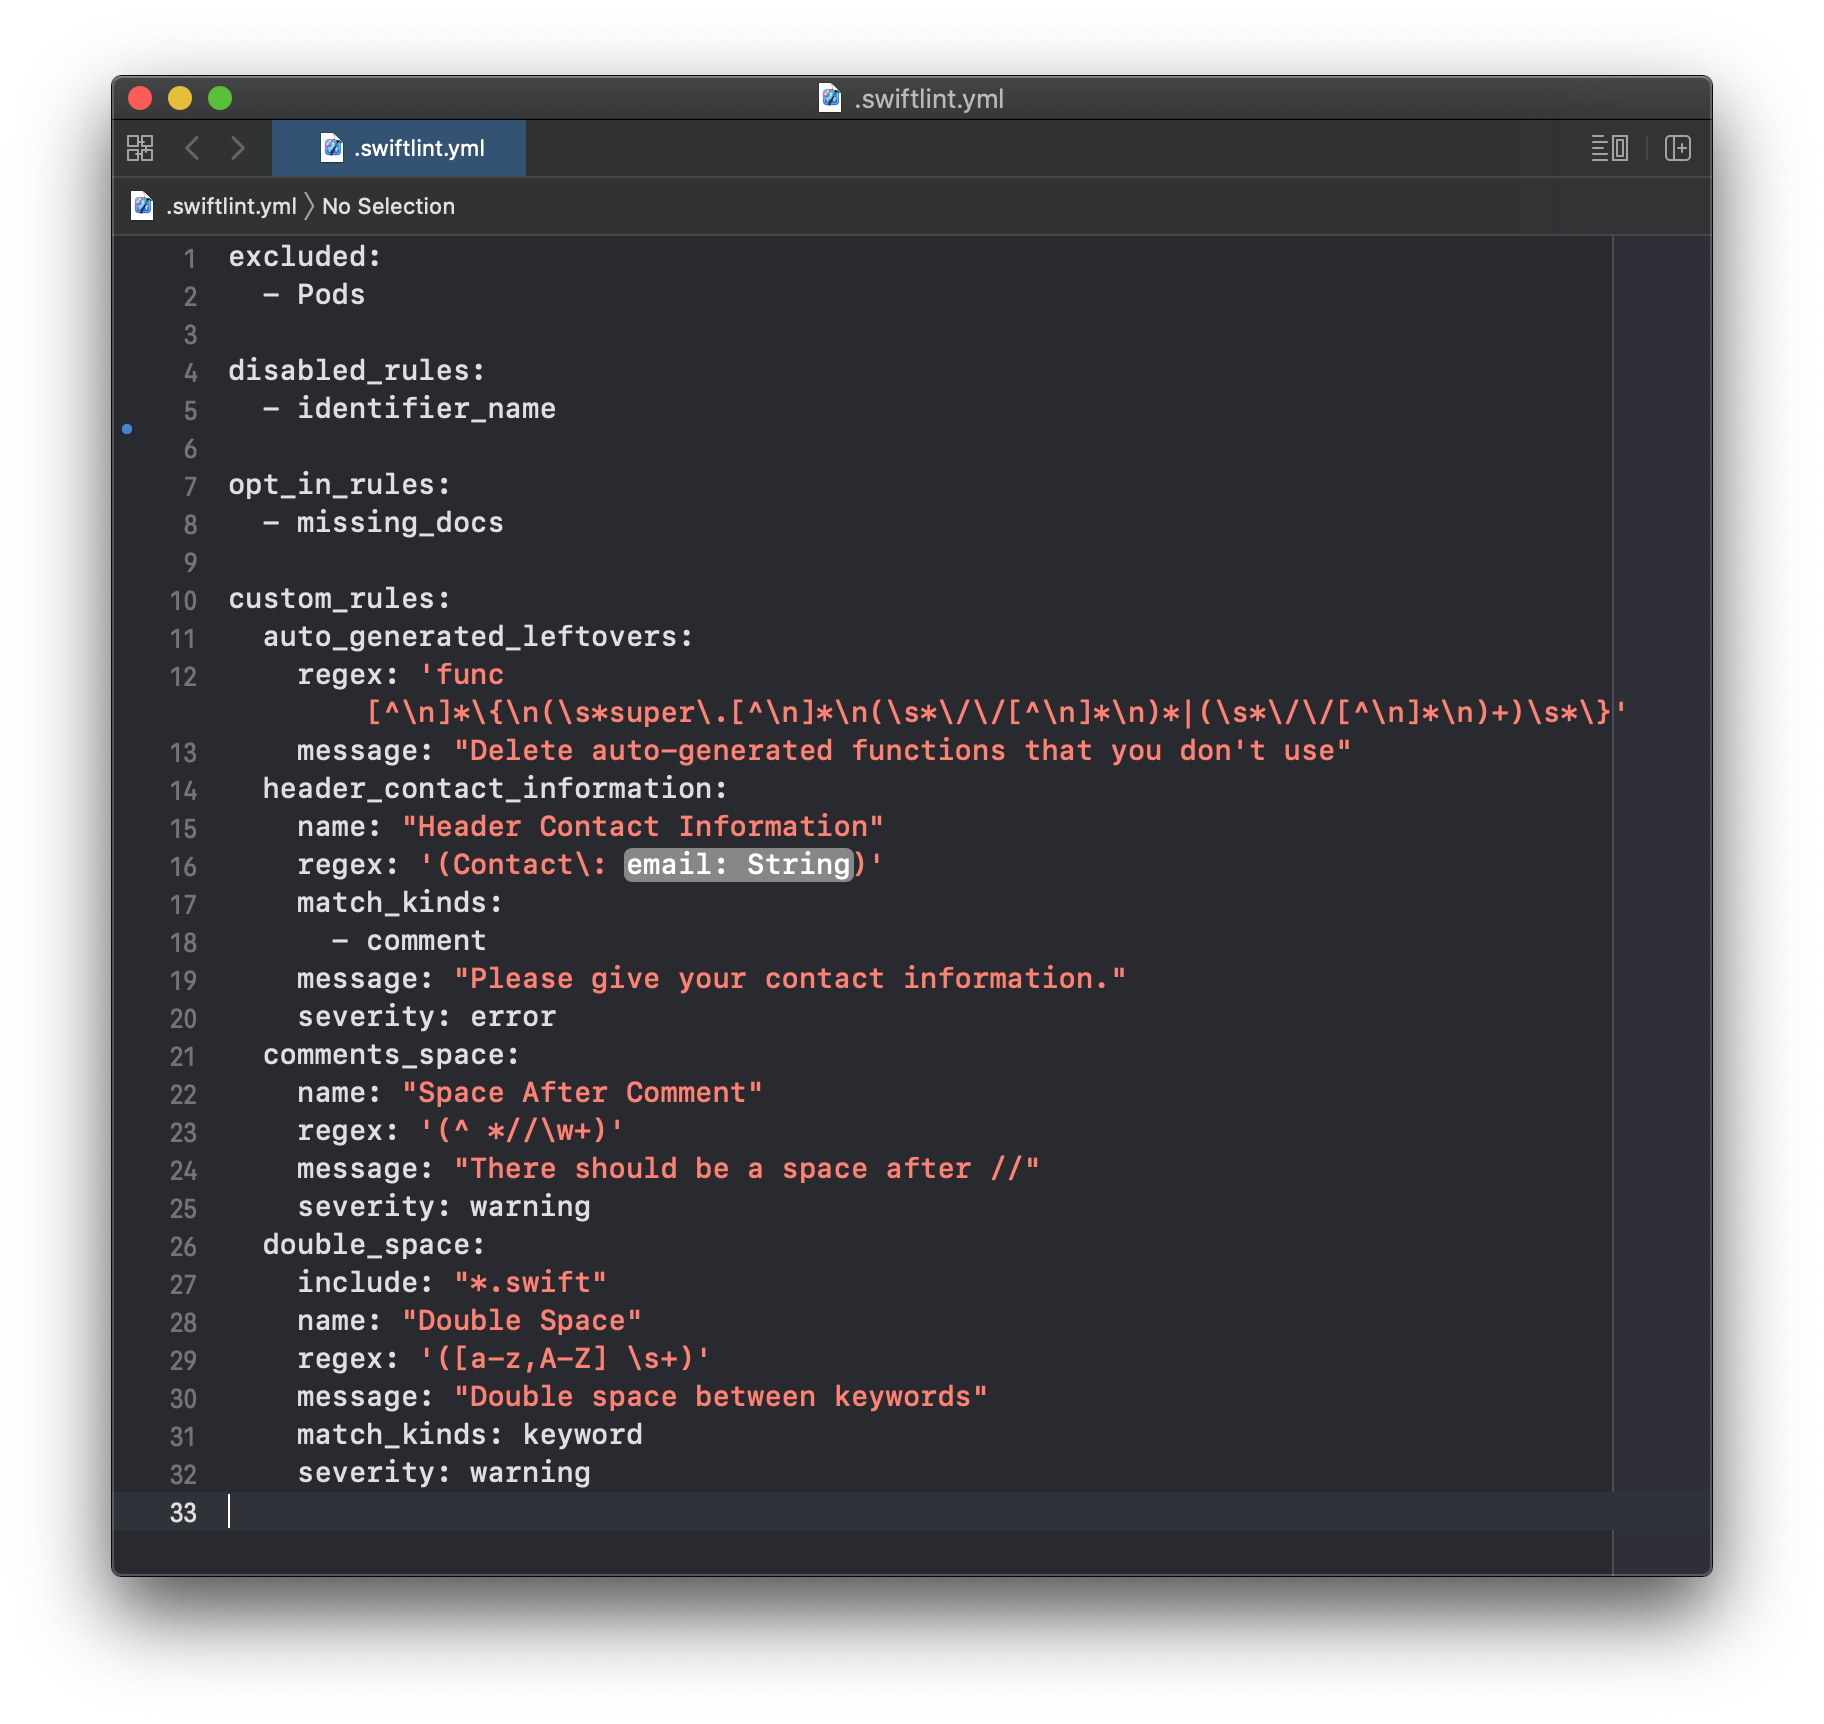 .swiftlint.yml
.swiftlint.yml
.swiftlint.yml 〉 No Selection
1 excluded:
2   - Pods
3
4 disabled_rules:
5   - identifier_name
6
7 opt_in_rules:
8   - missing_docs
9
10 custom_rules:
11   auto_generated_leftovers:
12     regex: 'func
[^\n]*\{\n(\s*super\.[^\n]*\n(\s*\/\/[^\n]*\n)*|(\s*\/\/[^\n]*\n)+)\s*\}'
13     message: "Delete auto-generated functions that you don't use"
14   header_contact_information:
15     name: "Header Contact Information"
16     regex: '(Contact\: email: String)'
17     match_kinds:
18       - comment
19     message: "Please give your contact information."
20     severity: error
21   comments_space:
22     name: "Space After Comment"
23     regex: '(^ *//\w+)'
24     message: "There should be a space after //"
25     severity: warning
26   double_space:
27     include: "*.swift"
28     name: "Double Space"
29     regex: '([a-z,A-Z] \s+)'
30     message: "Double space between keywords"
31     match_kinds: keyword
32     severity: warning
33